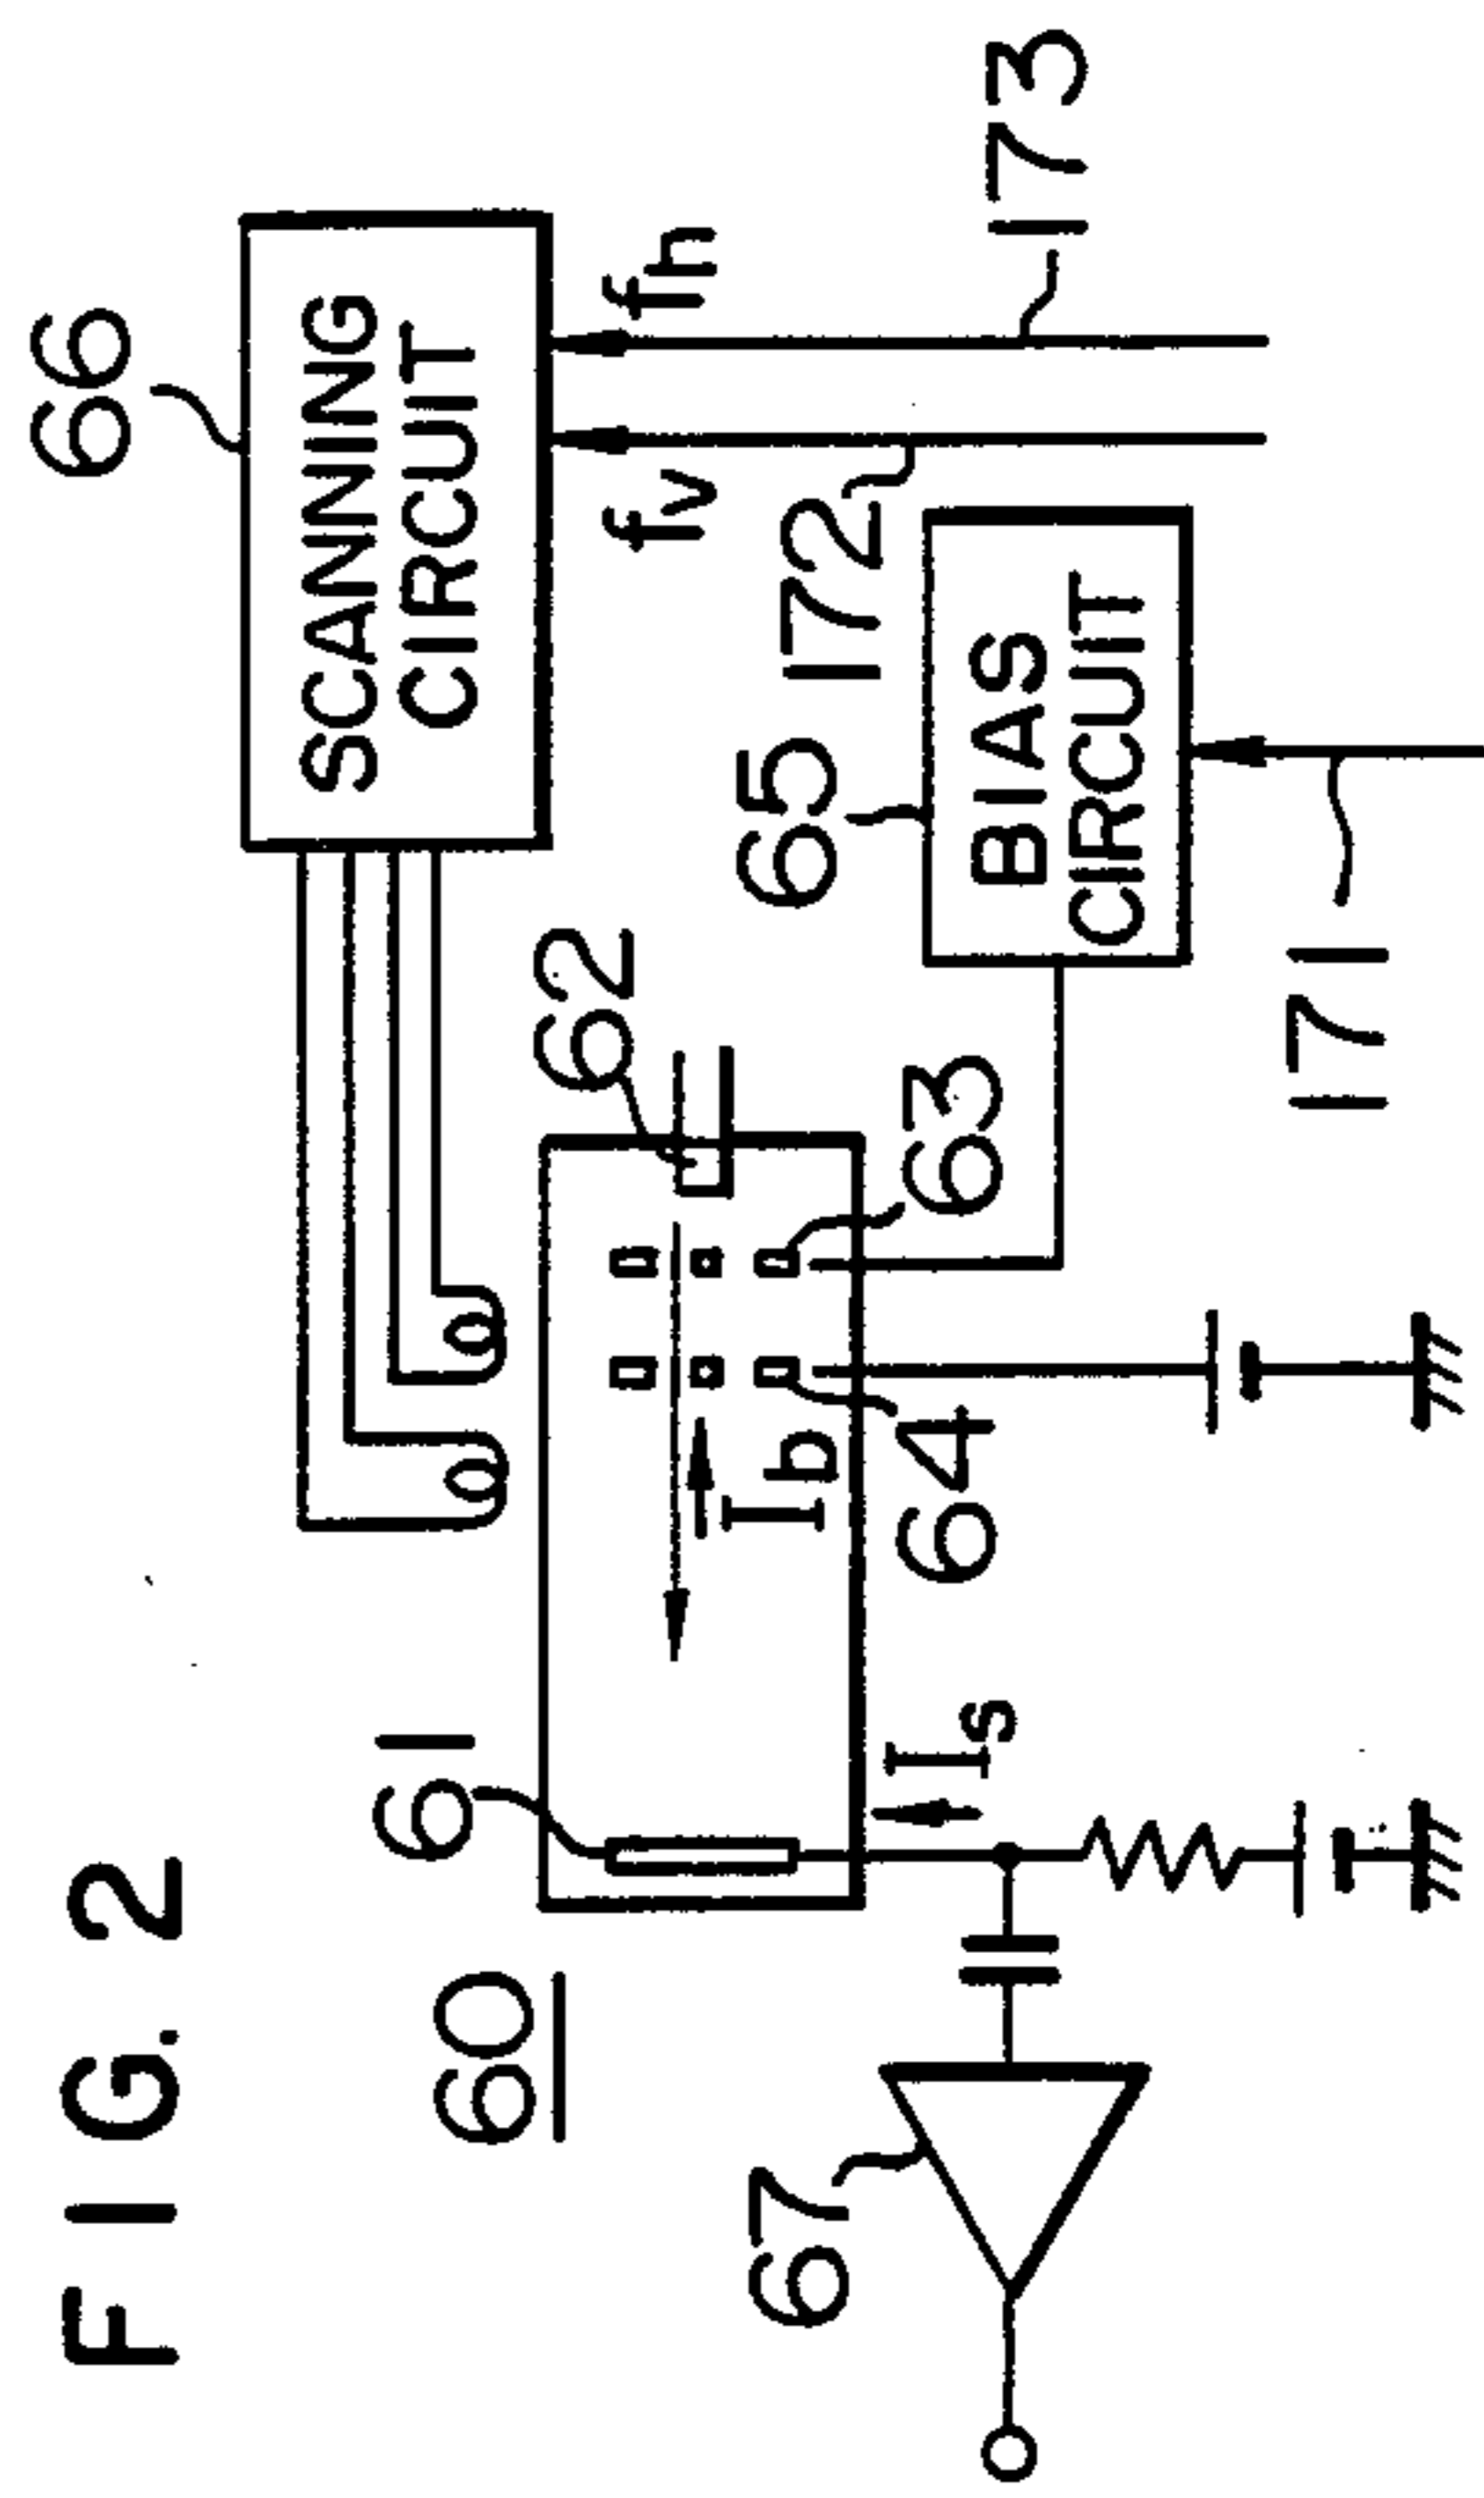 FIG. 2
60
61
66
SCANNING
CIRCUIT
fv
fh
62
67
Is
Ib
64
63
65
BIAS
CIRCUIT
172
173
171